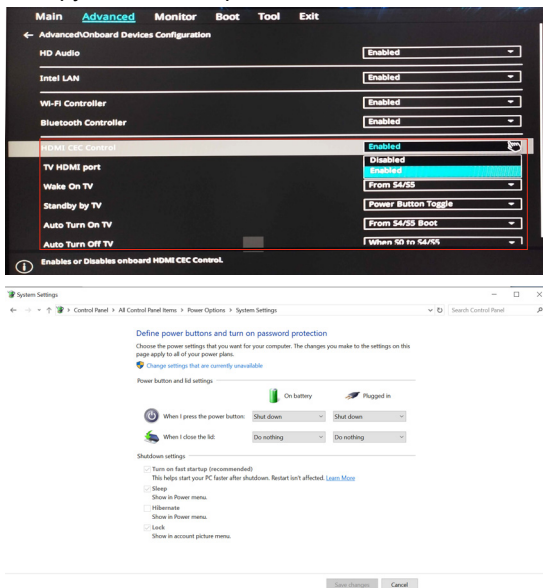 Main Advanced Monitor Boot Tool Exit
← Advanced\Onboard Devices Configuration
HD Audio Enabled
Intel LAN Enabled
Wi-Fi Controller Enabled
Bluetooth Controller Enabled
HDMI CEC Control Enabled
Disabled
TV HDMI port Enabled
Wake On TV From S4/S5
Standby by TV Power Button Toggle
Auto Turn On TV From S4/S5 Boot
Auto Turn Off TV When S0 to S4/S5
Enables or Disables onboard HDMI CEC Control.
System Settings
Control Panel > All Control Panel Items > Power Options > System Settings Search Control Panel
Define power buttons and turn on password protection
Choose the power settings that you want for your computer. The changes you make to the settings on this
page apply to all of your power plans.
Change settings that are currently unavailable
Power button and lid settings
On battery Plugged in
When I press the power button: Shut down Shut down
When I close the lid: Do nothing Do nothing
Shutdown settings
Turn on fast startup (recommended)
This helps start your PC faster after shutdown. Restart isn't affected. Learn More
Sleep
Show in Power menu.
Hibernate
Show in Power menu.
Lock
Show in account picture menu.
Save changes Cancel